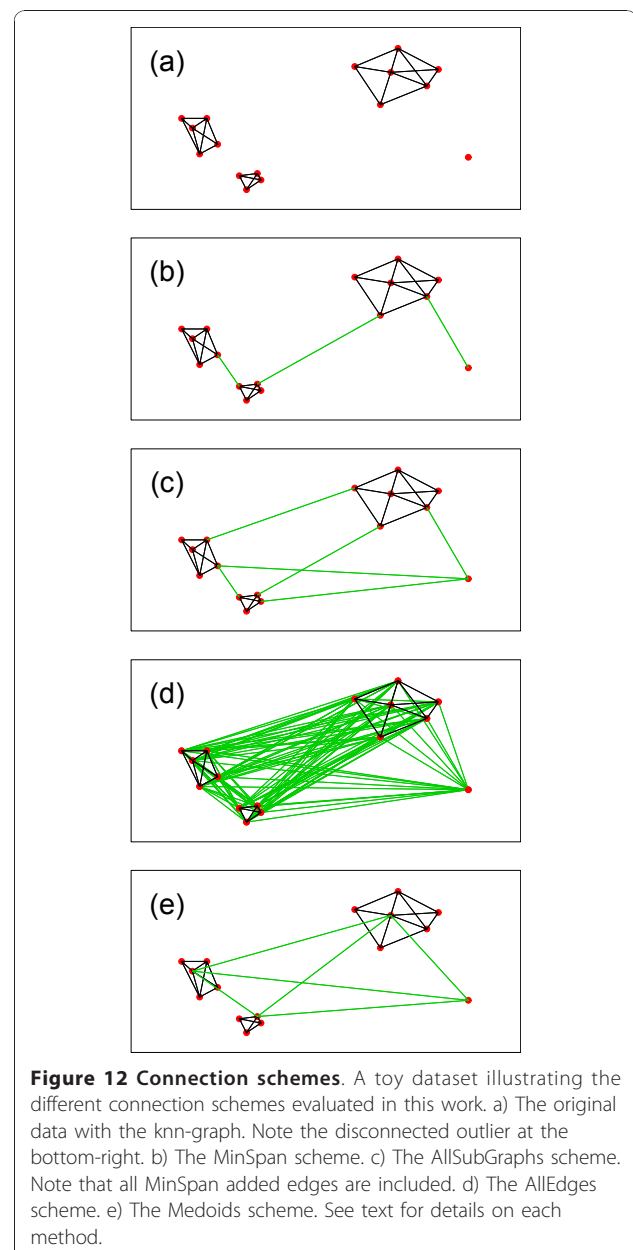 (a)
(b)
(c)
(d)
(e)
Figure 12 Connection schemes. A toy dataset illustrating the
different connection schemes evaluated in this work. a) The original
data with the knn-graph. Note the disconnected outlier at the
bottom-right. b) The MinSpan scheme. c) The AllSubGraphs scheme.
Note that all MinSpan added edges are included. d) The AllEdges
scheme. e) The Medoids scheme. See text for details on each
method.